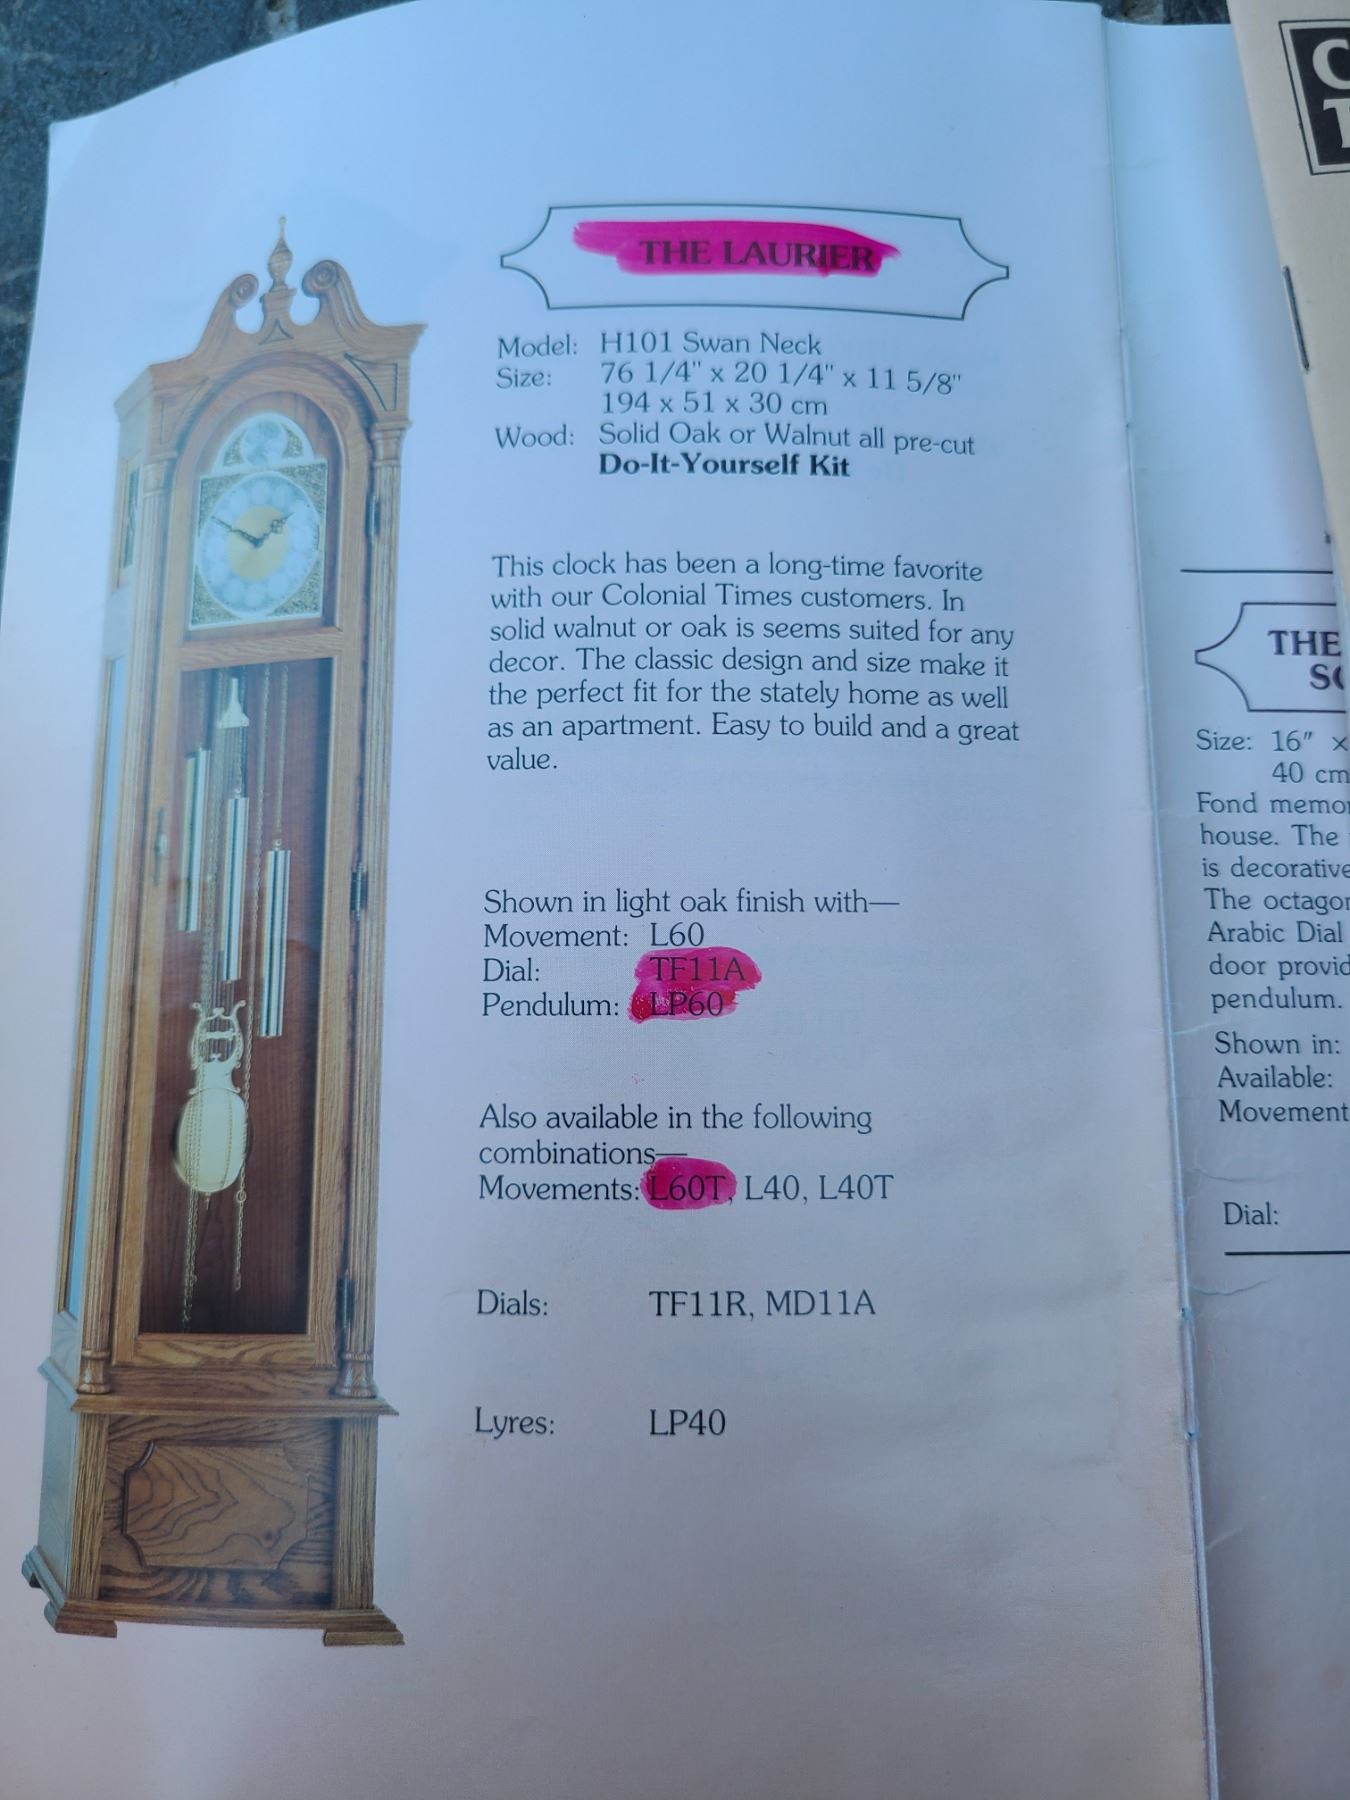 THE LAURIER
Model: H101 Swan Neck
Size: 76 1/4" x 20 1/4" x 11 5/8"
194 x 51 x 30 cm
Wood: Solid Oak or Walnut all pre-cut
Do-It-Yourself Kit
This clock has been a long-time favorite
with our Colonial Times customers. In
solid walnut or oak is seems suited for any
decor. The classic design and size make it
the perfect fit for the stately home as well
as an apartment. Easy to build and a great
value.
Shown in light oak finish with—
Movement: L60
Dial: TF11A
Pendulum: LP60
Also available in the following
combinations—
Movements: L60T, L40, L40T
Dials: TF11R, MD11A
Lyres: LP40
THE
Size: 16" x
40 cm
Fond
house. The
is decorative
The
Arabic Dial
door
pendulum.
Shown in:
Available:
Movement
Dial: